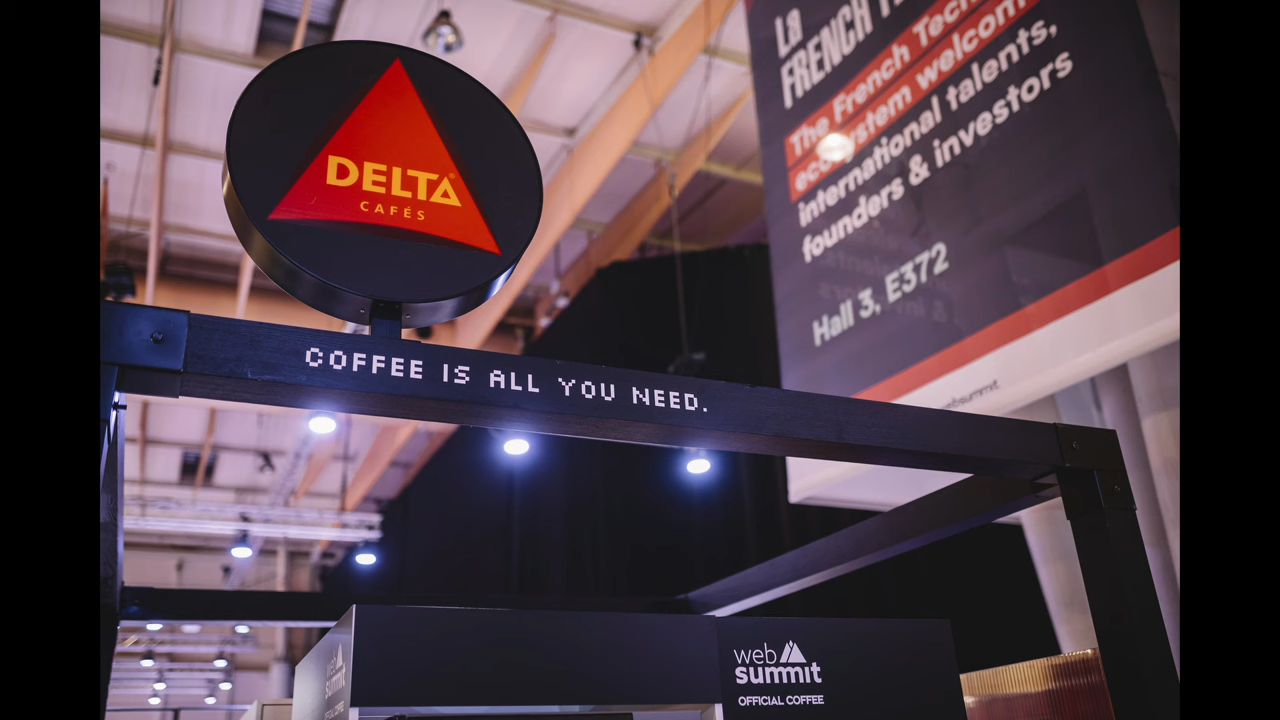 DELTA
CAFÉS
COFFEE IS ALL YOU NEED.
La
FRENCH
The French Tech
ecosystem welcom
international talents,
founders & investors
Hall 3, E372
websummit
web
summit
OFFICIAL COFFEE